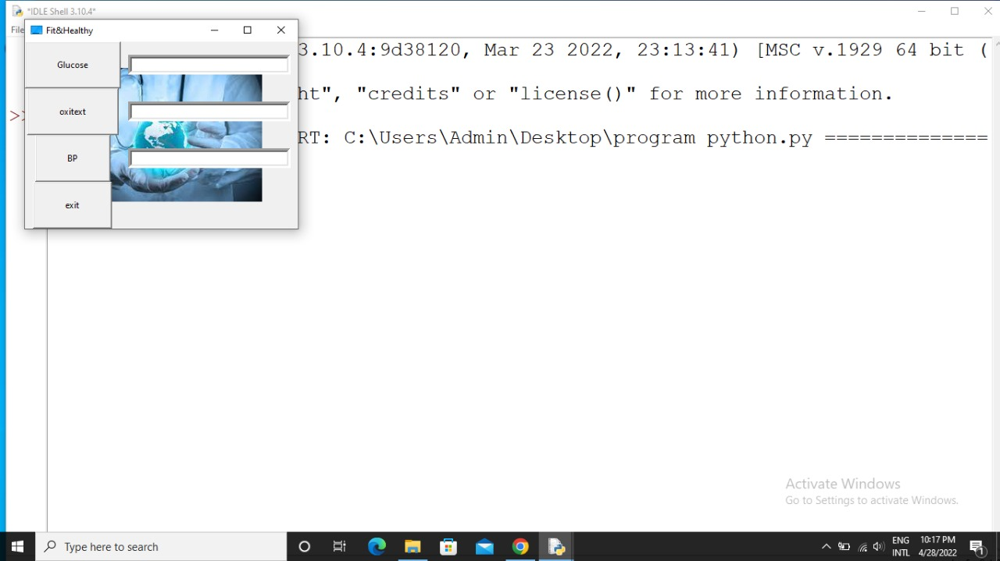 *IDLE Shell 3.10.4*
File
Fit&Healthy
Glucose
oxitext
BP
exit
3.10.4:9d38120, Mar 23 2022, 23:13:41) [MSC v.1929 64 bit (
ht", "credits" or "license()" for more information.
>>
RT: C:\Users\Admin\Desktop\program python.py ==============
Activate Windows
Go to Settings to activate Windows.
Type here to search
ENG
INTL
10:17 PM
4/28/2022
1